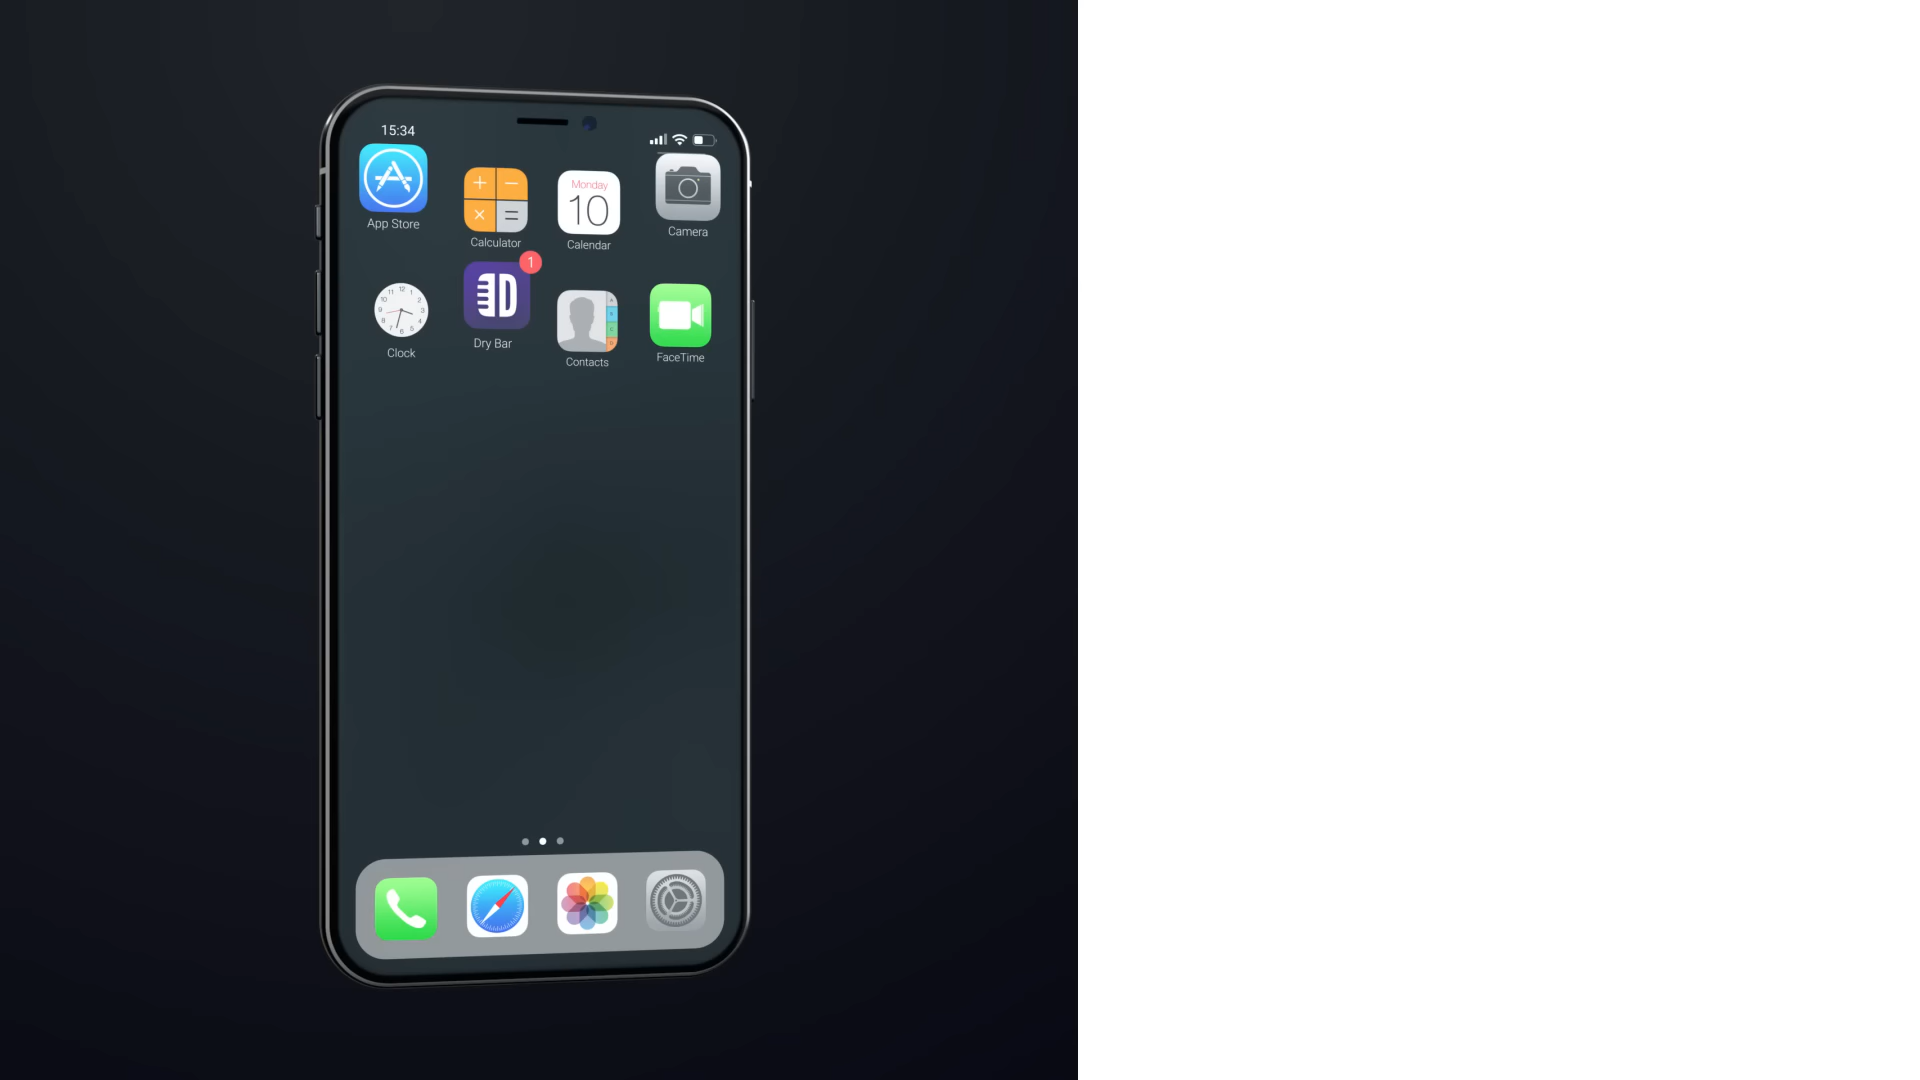 15:34
App Store
Calculator
Monday
10
Calendar
Camera
Clock
1
Dry Bar
Contacts
FaceTime